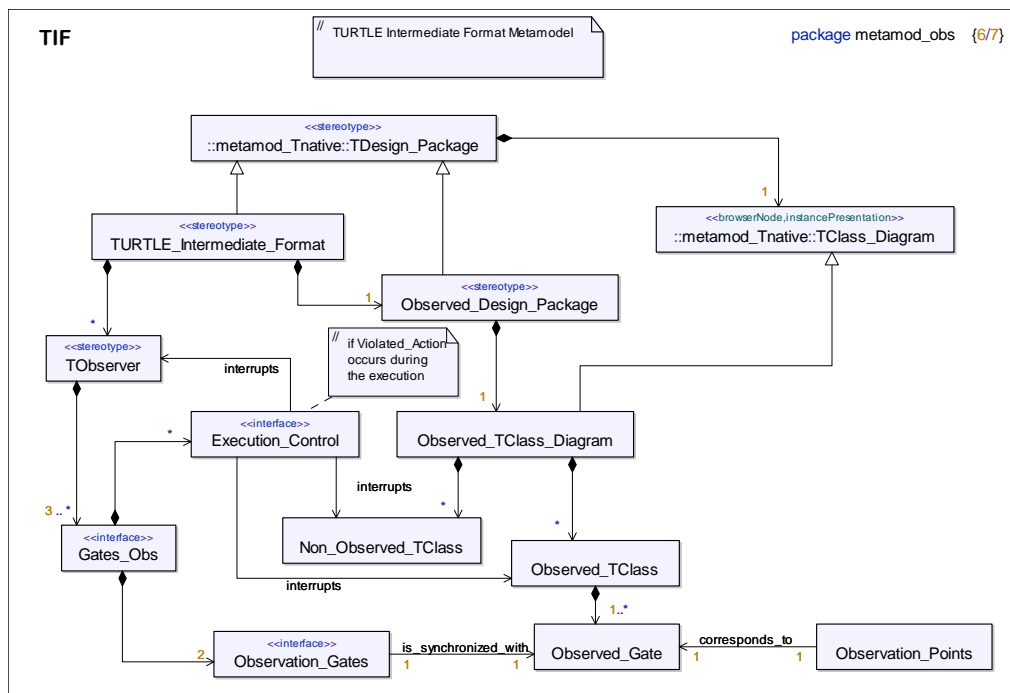 TIF
// TURTLE Intermediate Format Metamodel
package metamod_obs {6/7}
<<stereotype>>
::metamod_Tnative::TDesign_Package
1
<<stereotype>>
TURTLE_Intermediate_Format
<<browserNode,instancePresentation>>
::metamod_Tnative::TClass_Diagram
1
<<stereotype>>
Observed_Design_Package
*
<<stereotype>>
TObserver
// if Violated_Action
occurs during
the execution
interrupts
1
<<interface>>
Execution_Control
*
Observed_TClass_Diagram
interrupts
3..*
*
*
<<interface>>
Gates_Obs
Non_Observed_TClass
Observed_TClass
interrupts
1..*
2
<<interface>>
Observation_Gates
is_synchronized_with
1
1
Observed_Gate
corresponds_to
1
1
Observation_Points